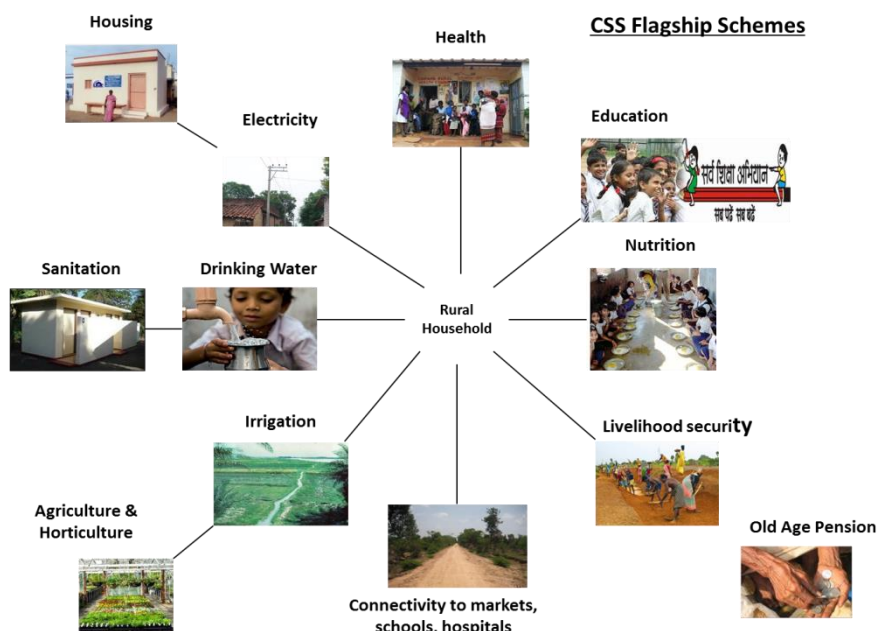 CSS Flagship Schemes
Housing
Health
Electricity
Education
सर्व शिक्षा अभियान
सब पढ़ें सब बढ़ें
Sanitation
Drinking Water
Nutrition
Rural
Household
Irrigation
Livelihood security
Agriculture &
Horticulture
Old Age Pension
Connectivity to markets,
schools, hospitals